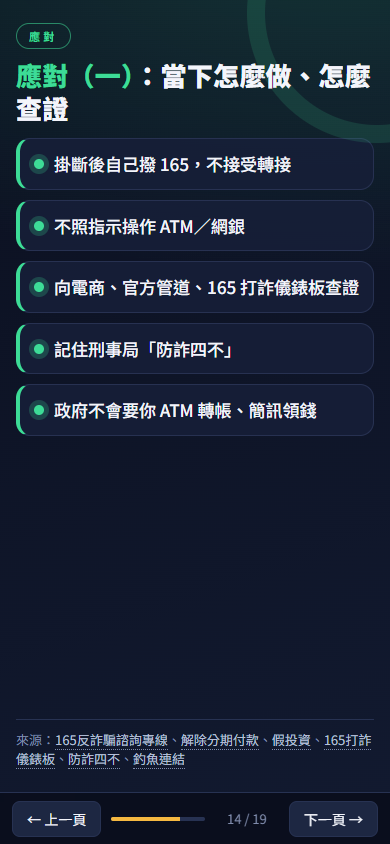 應對
應對（一）：當下怎麼做、怎麼
查證
掛斷後自己撥 165，不接受轉接
不照指示操作 ATM／網銀
向電商、官方管道、165 打詐儀錶板查證
記住刑事局「防詐四不」
政府不會要你 ATM 轉帳、簡訊領錢
來源：165反詐騙諮詢專線、解除分期付款、假投資、165打詐
儀錶板、防詐四不、釣魚連結
← 上一頁
14 / 19
下一頁 →